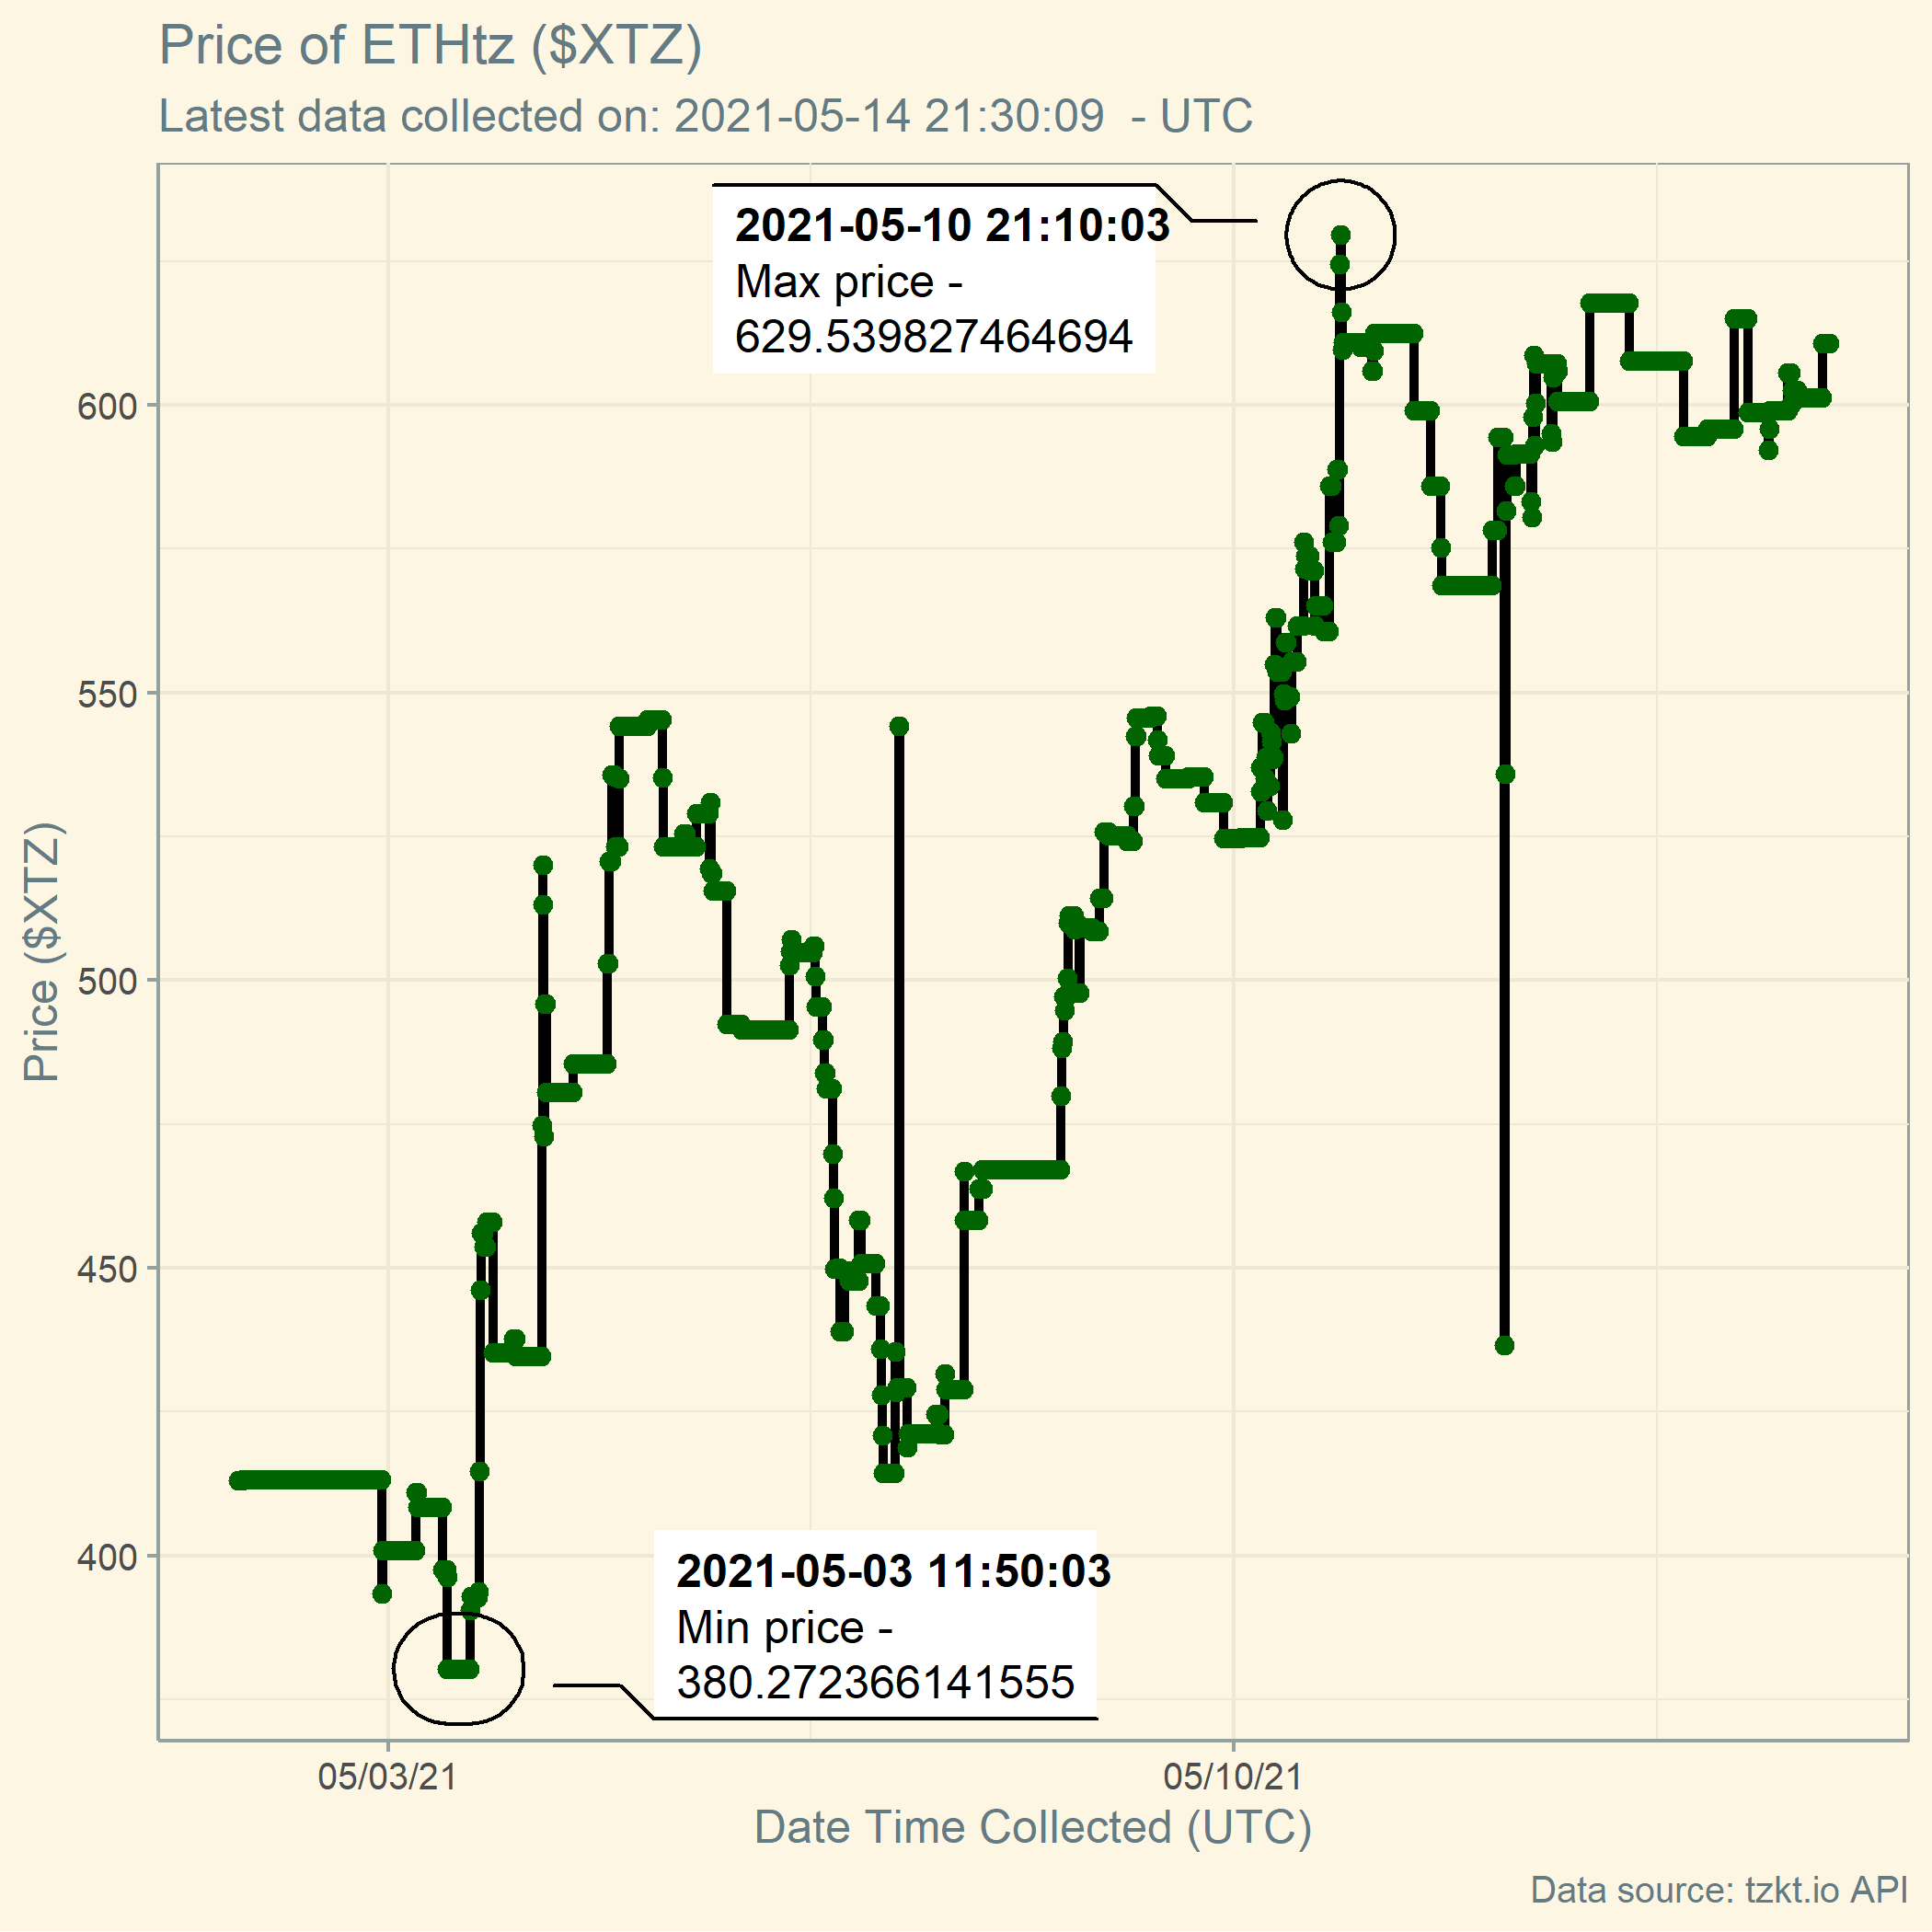 Price of ETHtz ($XTZ)
Latest data collected on: 2021-05-14 21:30:09  - UTC
2021-05-10 21:10:03
Max price -
629.539827464694
600
550
500
450
400
Price ($XTZ)
2021-05-03 11:50:03
Min price -
380.272366141555
05/03/21
05/10/21
Date Time Collected (UTC)
Data source: tzkt.io API